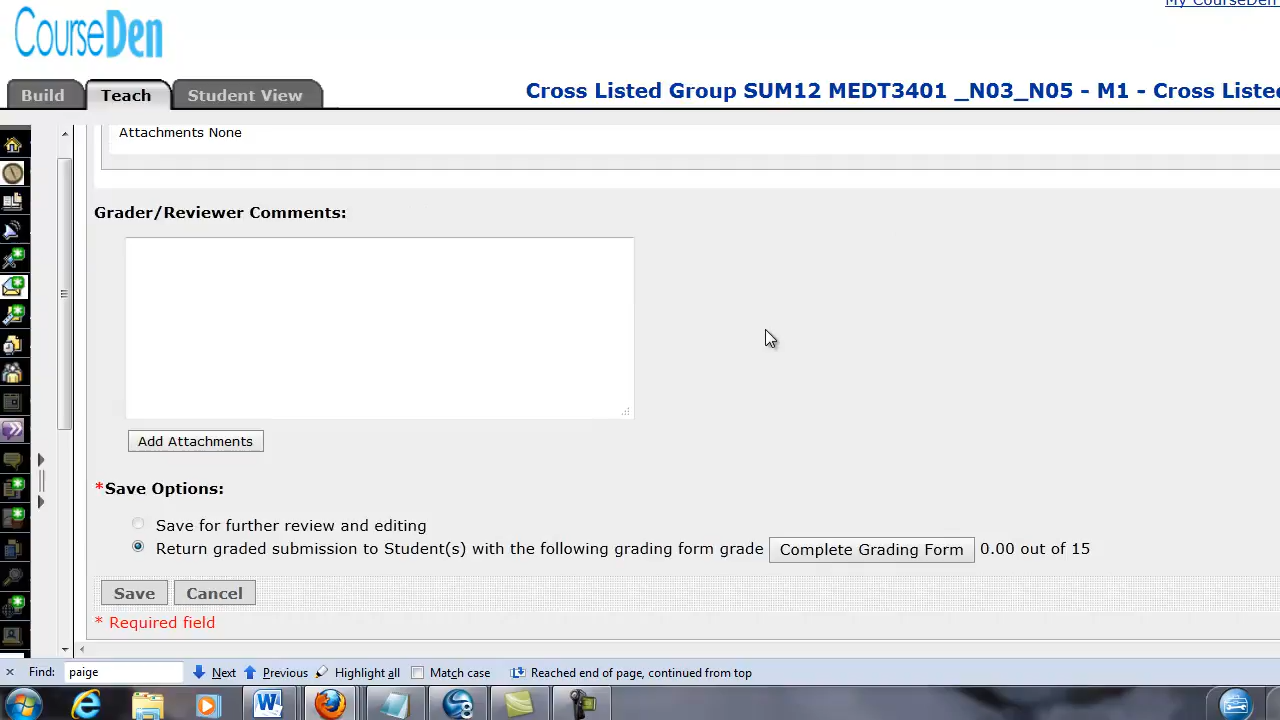 My CourseDen
CourseDen
Build Teach Student View Cross Listed Group SUM12 MEDT3401 _N03_N05 - M1 - Cross Liste
Attachments None
Grader/Reviewer Comments:
Add Attachments
*Save Options:
Save for further review and editing
Return graded submission to Student(s) with the following grading form grade Complete Grading Form 0.00 out of 15
Save Cancel
* Required field
Find: paige Next Previous Highlight all Match case Reached end of page, continued from top